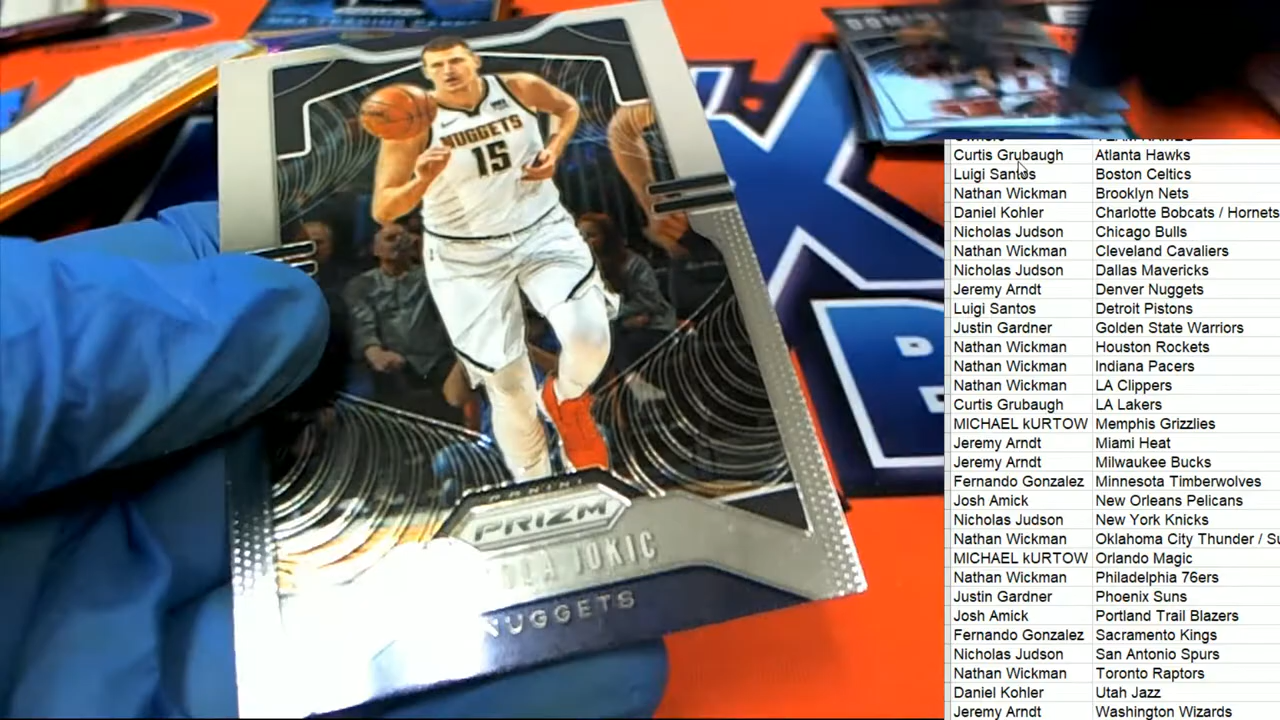 NUGGETS
15
PANINI
PRIZM
JOKIC
NUGGETS
Curtis Grubaugh Atlanta Hawks
Luigi Santos Boston Celtics
Nathan Wickman Brooklyn Nets
Daniel Kohler Charlotte Bobcats / Hornets
Nicholas Judson Chicago Bulls
Nathan Wickman Cleveland Cavaliers
Nicholas Judson Dallas Mavericks
Jeremy Arndt Denver Nuggets
Luigi Santos Detroit Pistons
Justin Gardner Golden State Warriors
Nathan Wickman Houston Rockets
Nathan Wickman Indiana Pacers
Nathan Wickman LA Clippers
Curtis Grubaugh LA Lakers
MICHAEL kURTOW Memphis Grizzlies
Jeremy Arndt Miami Heat
Jeremy Arndt Milwaukee Bucks
Fernando Gonzalez Minnesota Timberwolves
Josh Amick New Orleans Pelicans
Nicholas Judson New York Knicks
Nathan Wickman Oklahoma City Thunder / Su
MICHAEL kURTOW Orlando Magic
Nathan Wickman Philadelphia 76ers
Justin Gardner Phoenix Suns
Josh Amick Portland Trail Blazers
Fernando Gonzalez Sacramento Kings
Nicholas Judson San Antonio Spurs
Nathan Wickman Toronto Raptors
Daniel Kohler Utah Jazz
Jeremy Arndt Washington Wizards